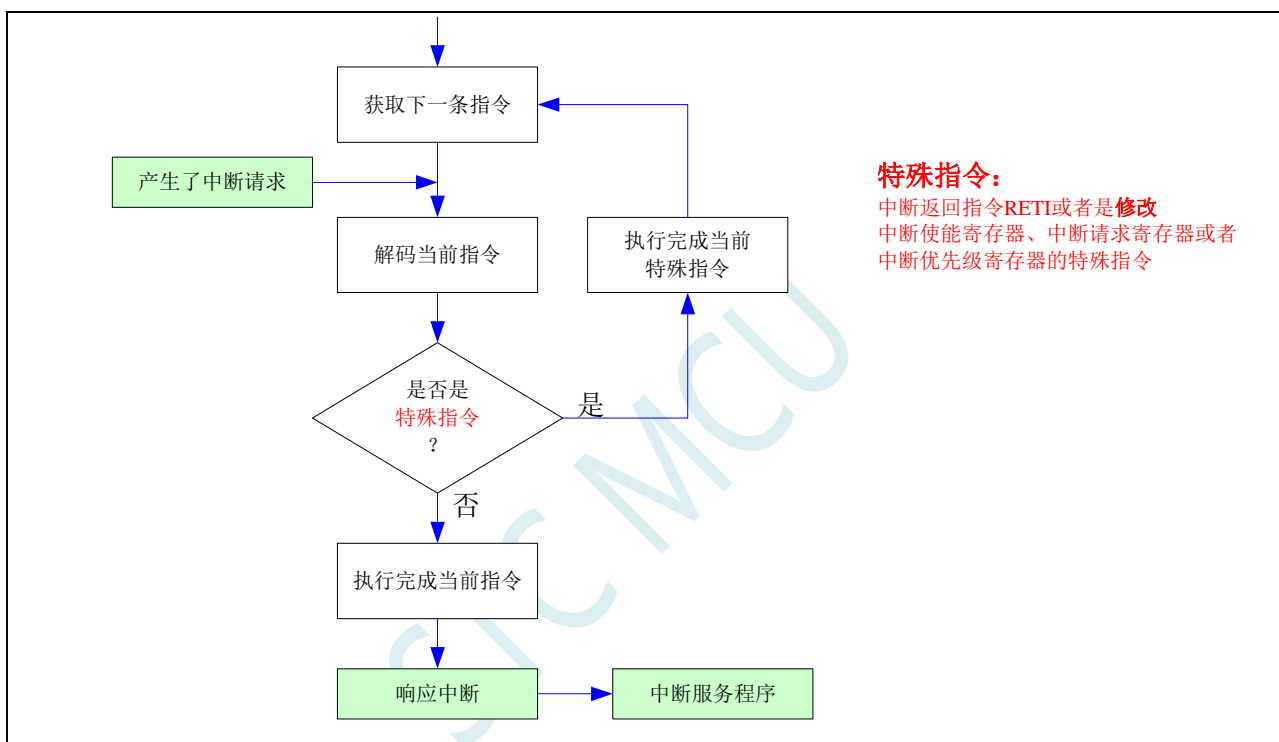 获取下一条指令
产生了中断请求
解码当前指令
执行完成当前
特殊指令
特殊指令：
中断返回指令RETI或者是修改
中断使能寄存器、中断请求寄存器或者
中断优先级寄存器的特殊指令
是否是
特殊指令
？
是
否
执行完成当前指令
响应中断
中断服务程序
STC MCU